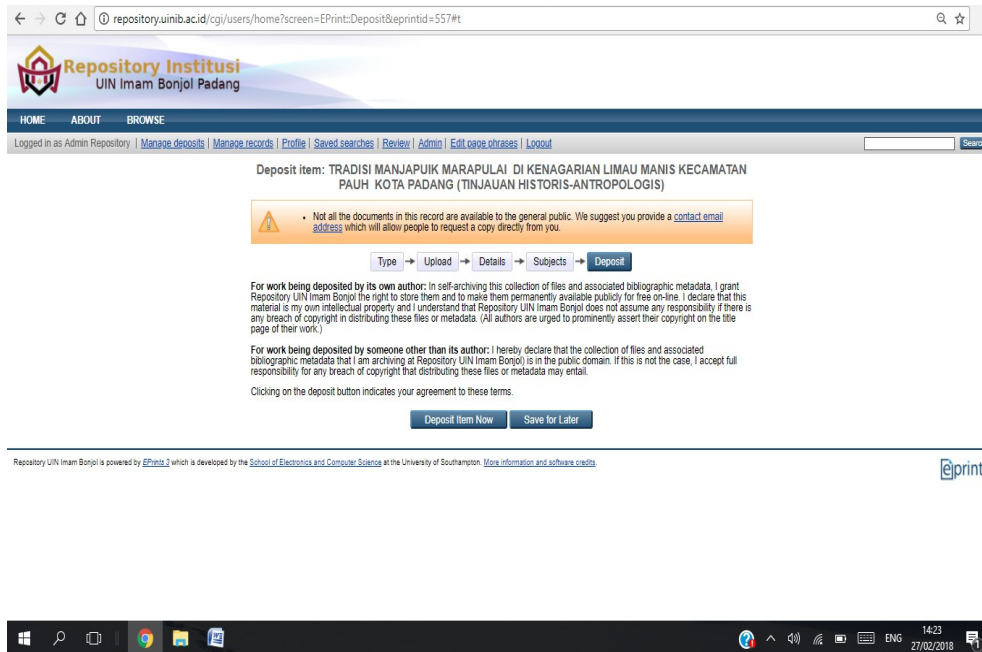 repository.uinib.ac.id/cgi/users/home?screen=EPrint::Deposit&eprintid=557#t
Repository Institusi
UIN Imam Bonjol Padang
HOME ABOUT BROWSE
Logged in as Admin Repository | Manage deposits | Manage records | Profile | Saved searches | Review | Admin | Edit page phrases | Logout
Searc
Deposit item: TRADISI MANJAPUIK MARAPULAI DI KENAGARIAN LIMAU MANIS KECAMATAN
PAUH KOTA PADANG (TINJAUAN HISTORIS-ANTROPOLOGIS)
• Not all the documents in this record are available to the general public. We suggest you provide a contact email
address which will allow people to request a copy directly from you.
Type → Upload → Details → Subjects → Deposit
For work being deposited by its own author: In self-archiving this collection of files and associated bibliographic metadata, I grant
Repository UIN Imam Bonjol the right to store them and to make them permanently available publicly for free on-line. I declare that this
material is my own intellectual property and I understand that Repository UIN Imam Bonjol does not assume any responsibility if there is
any breach of copyright in distributing these files or metadata. (All authors are urged to prominently assert their copyright on the title
page of their work.)
For work being deposited by someone other than its author: I hereby declare that the collection of files and associated
bibliographic metadata that I am archiving at Repository UIN Imam Bonjol) is in the public domain. If this is not the case, I accept full
responsibility for any breach of copyright that distributing these files or metadata may entail.
Clicking on the deposit button indicates your agreement to these terms.
Deposit Item Now Save for Later
Repository UIN Imam Bonjol is powered by EPrints 3 which is developed by the School of Electronics and Computer Science at the University of Southampton. More information and software credits.
eprint
ENG
14:23
27/02/2018
1